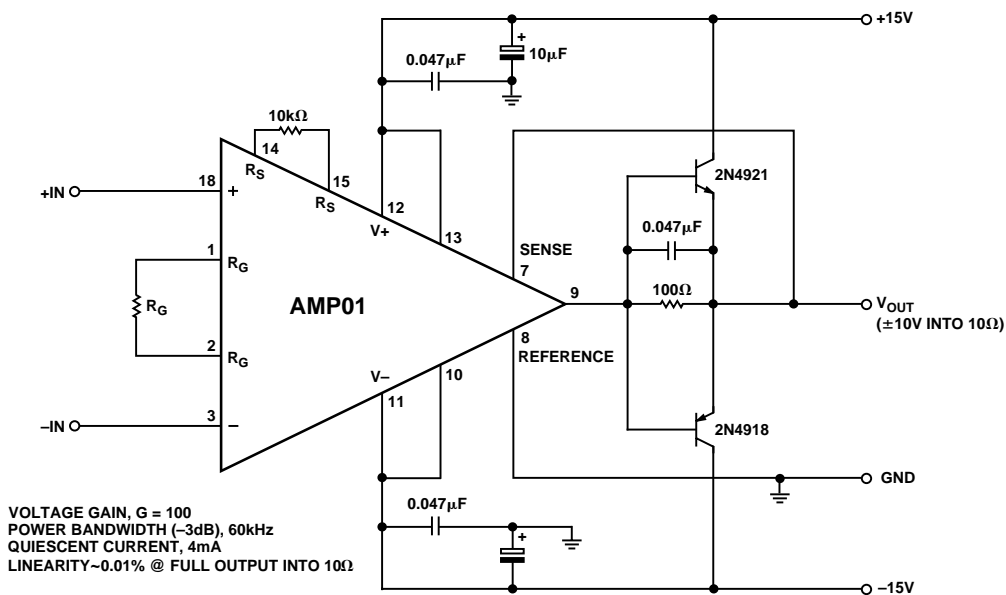 +15V
0.047µF
+
10µF
10kΩ
14
RS
15
RS
+IN
18
+
12
V+
13
2N4921
0.047µF
SENSE
7
1
RG
RG
AMP01
9
100Ω
VOUT
(±10V INTO 10Ω)
8
REFERENCE
2
RG
V–
10
11
–IN
3
–
2N4918
GND
0.047µF
+
VOLTAGE GAIN, G = 100
POWER BANDWIDTH (–3dB), 60kHz
QUIESCENT CURRENT, 4mA
LINEARITY~0.01% @ FULL OUTPUT INTO 10Ω
–15V